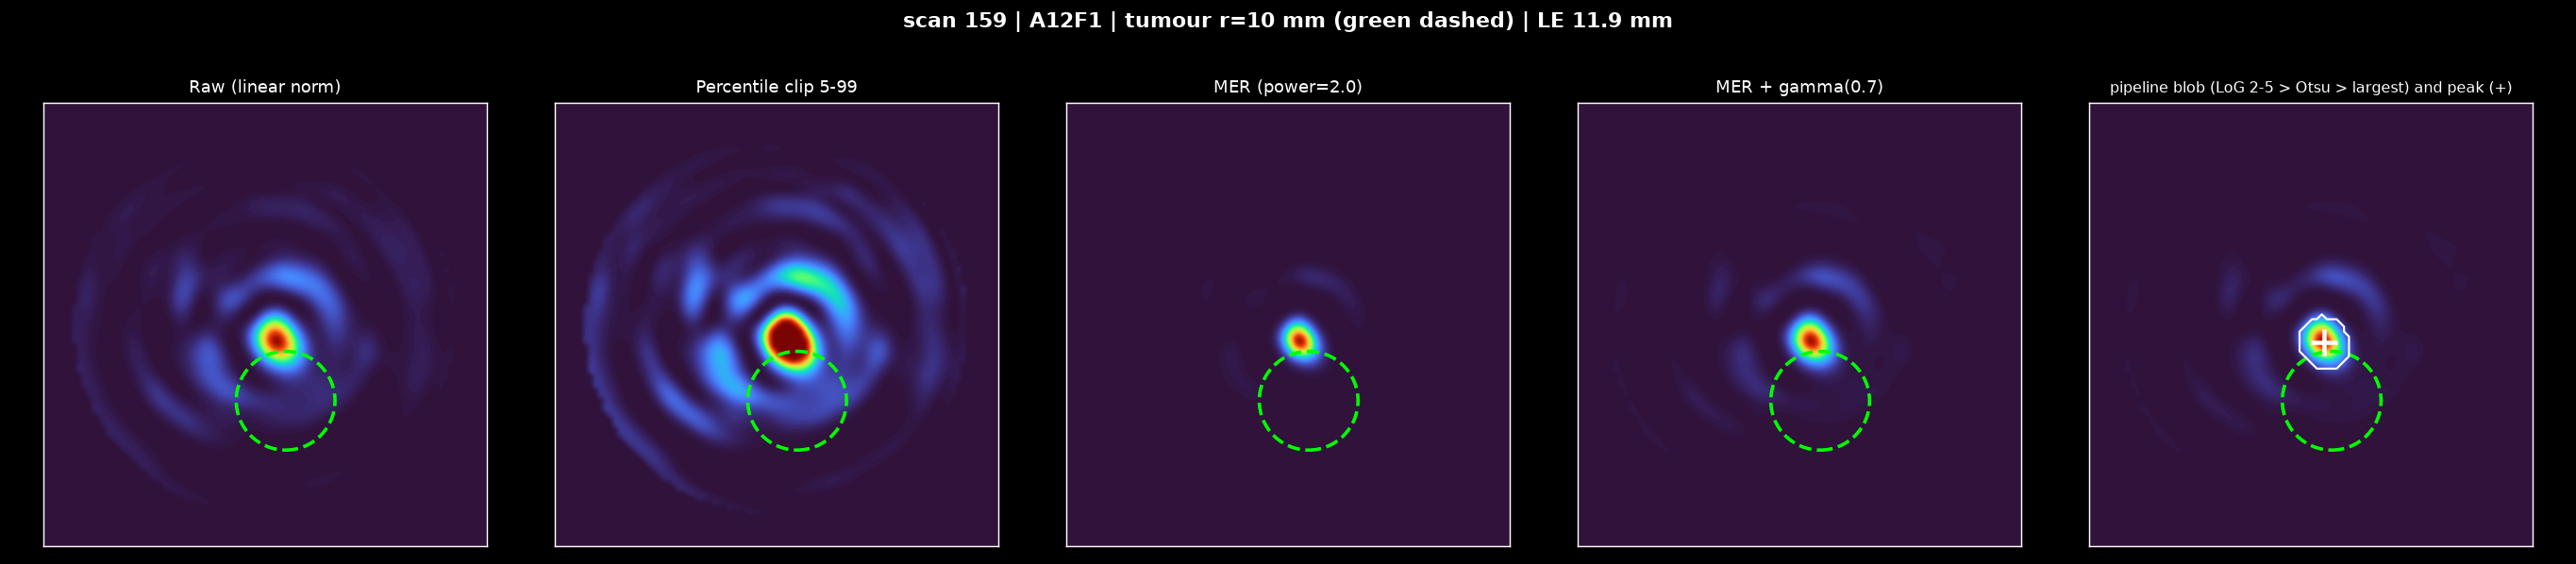 scan 159 | A12F1 | tumour r=10 mm (green dashed) | LE 11.9 mm
Raw (linear norm)
Percentile clip 5-99
MER (power=2.0)
MER + gamma(0.7)
pipeline blob (LoG 2-5 > Otsu > largest) and peak (+)